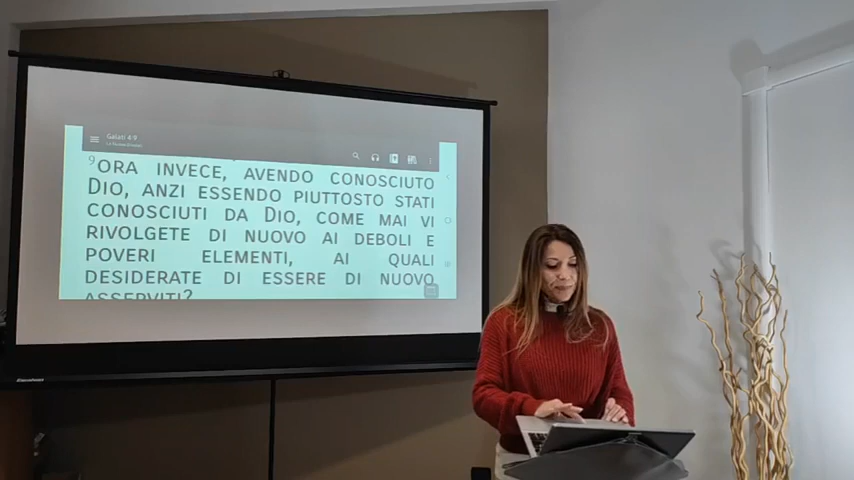 Galati 4:9
9ORA INVECE, AVENDO CONOSCIUTO
DIO, ANZI ESSENDO PIUTTOSTO STATI
CONOSCIUTI DA DIO, COME MAI VI
RIVOLGETE DI NUOVO AI DEBOLI E
POVERI ELEMENTI, AI QUALI
DESIDERATE DI ESSERE DI NUOVO
ASSERVITI?